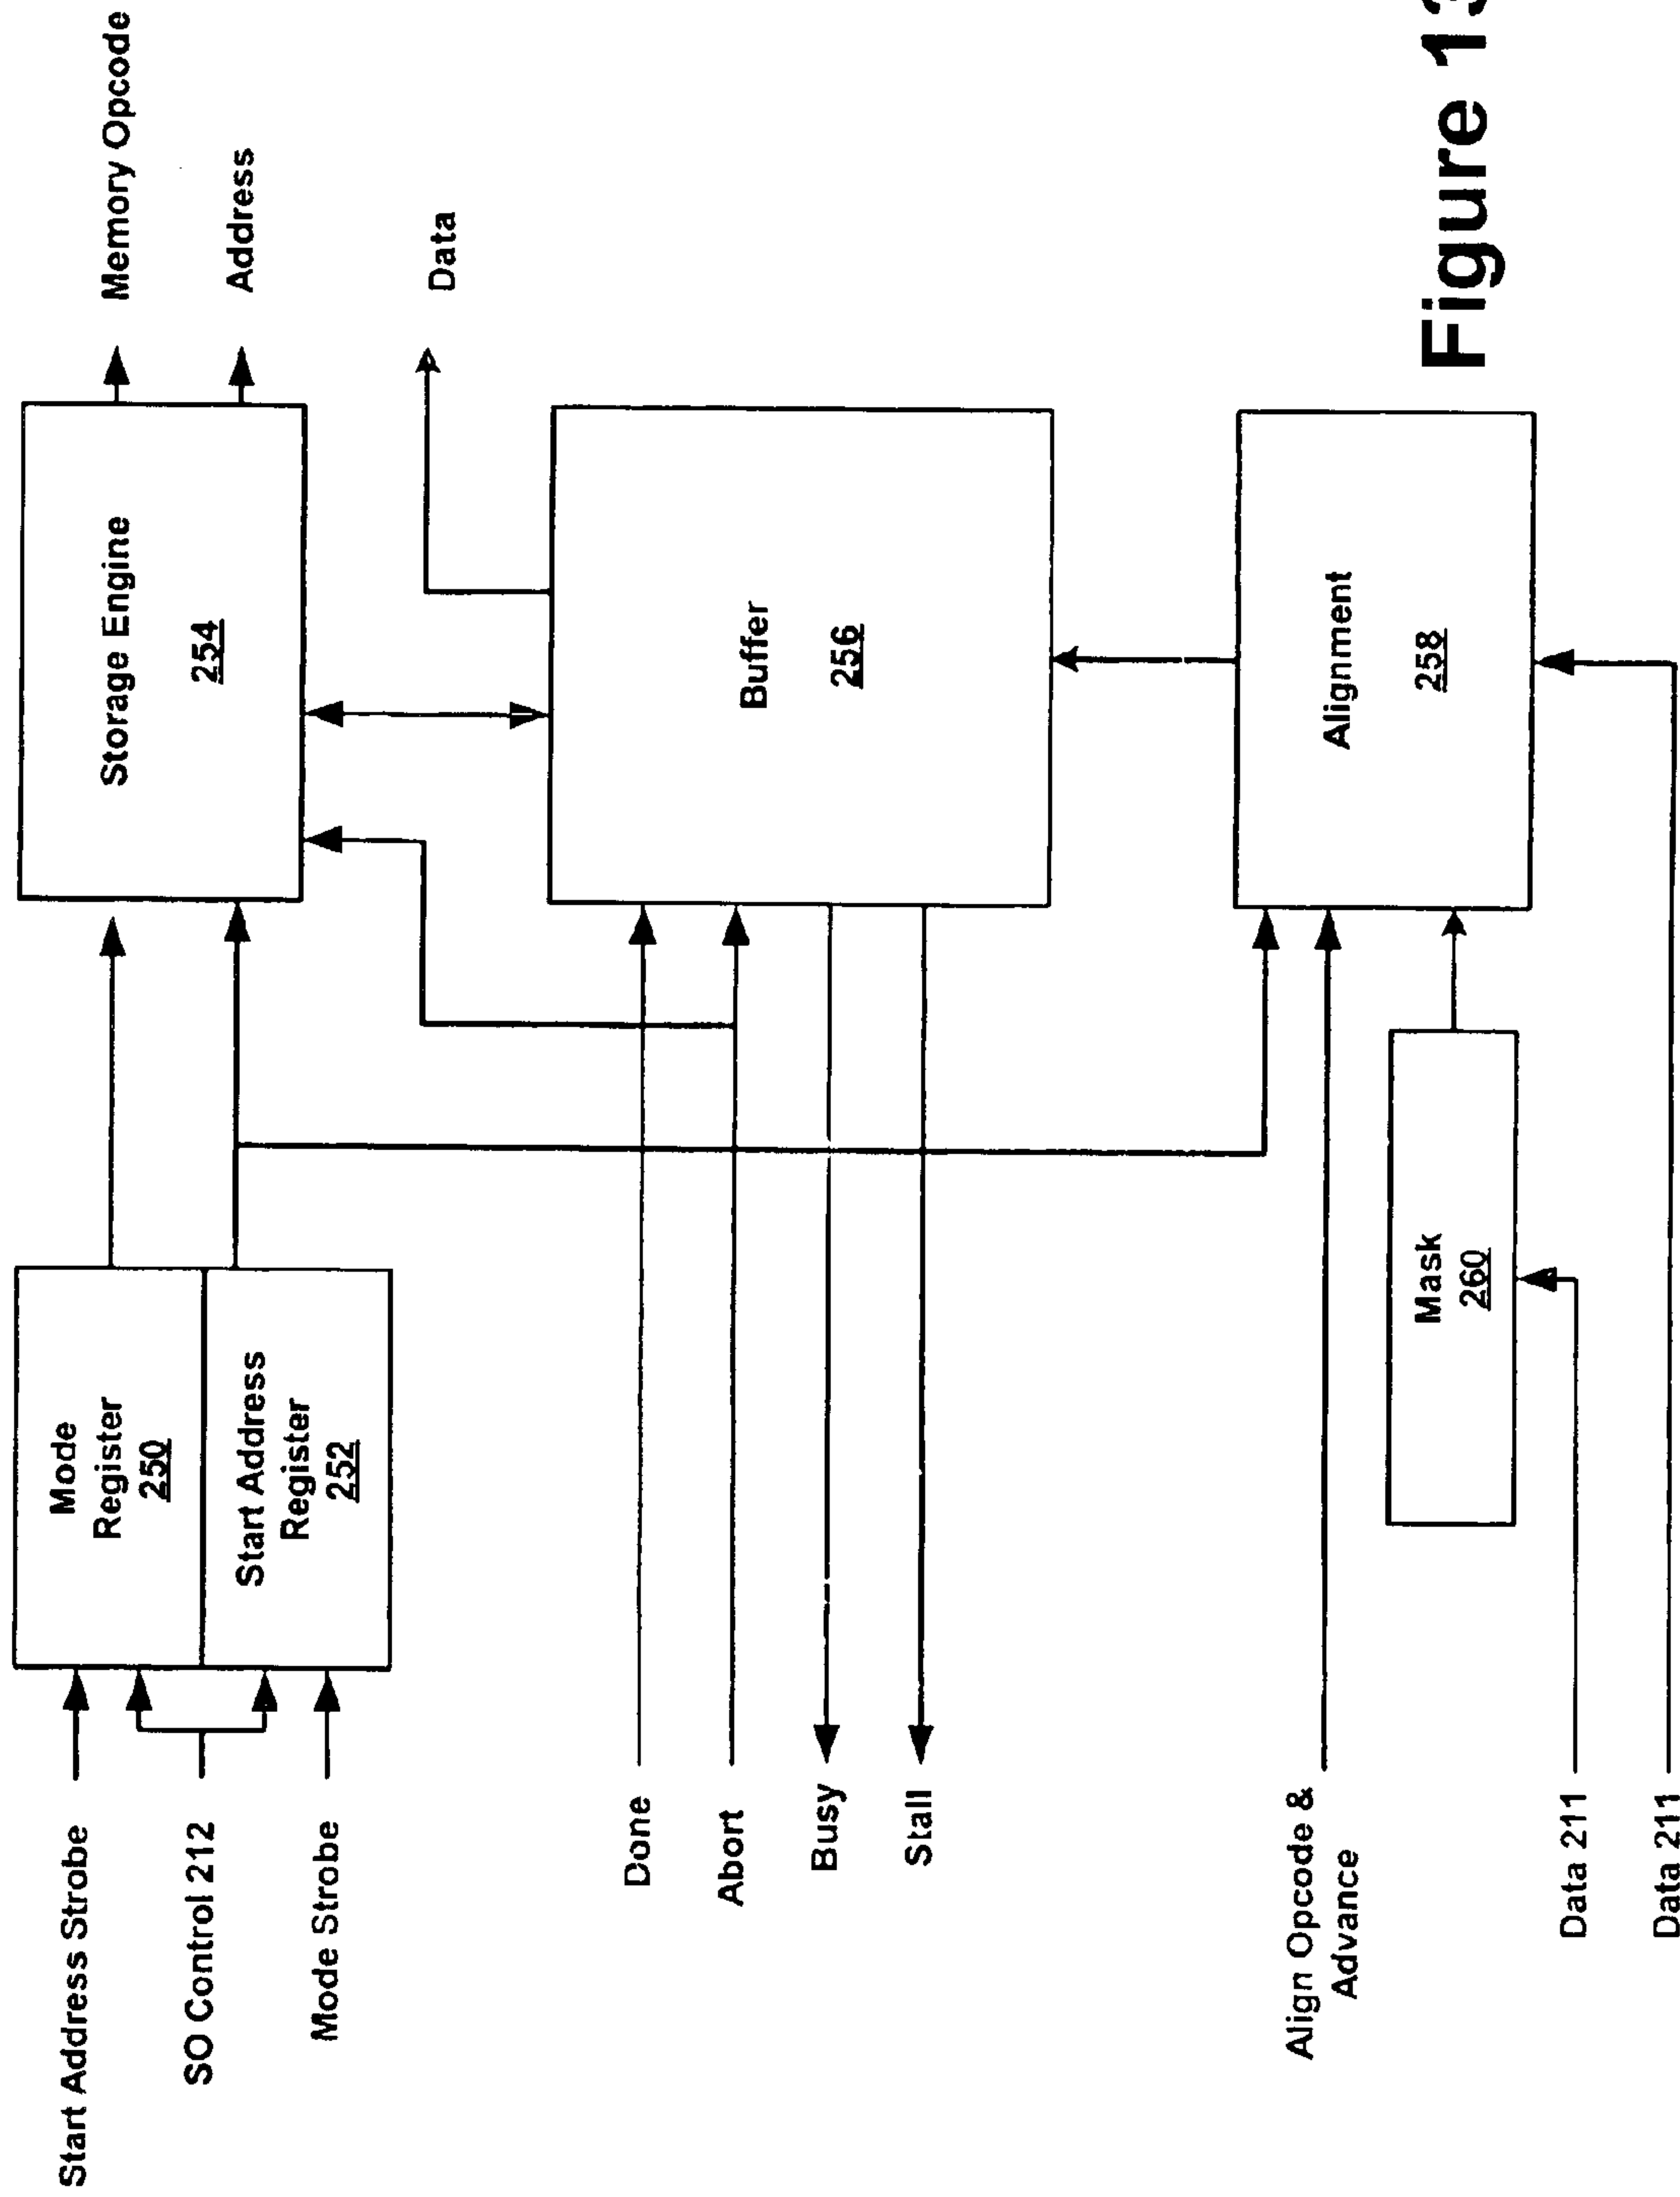 Start Address Strobe
SO Control 212
Mode Strobe
Mode
Register
250
Start Address
Register
252
Storage Engine
254
Memory Opcode
Address
Data
Done
Abort
Busy
Stall
Buffer
256
Align Opcode &
Advance
Alignment
258
Mask
260
Data 211
Data 211
Figure 13